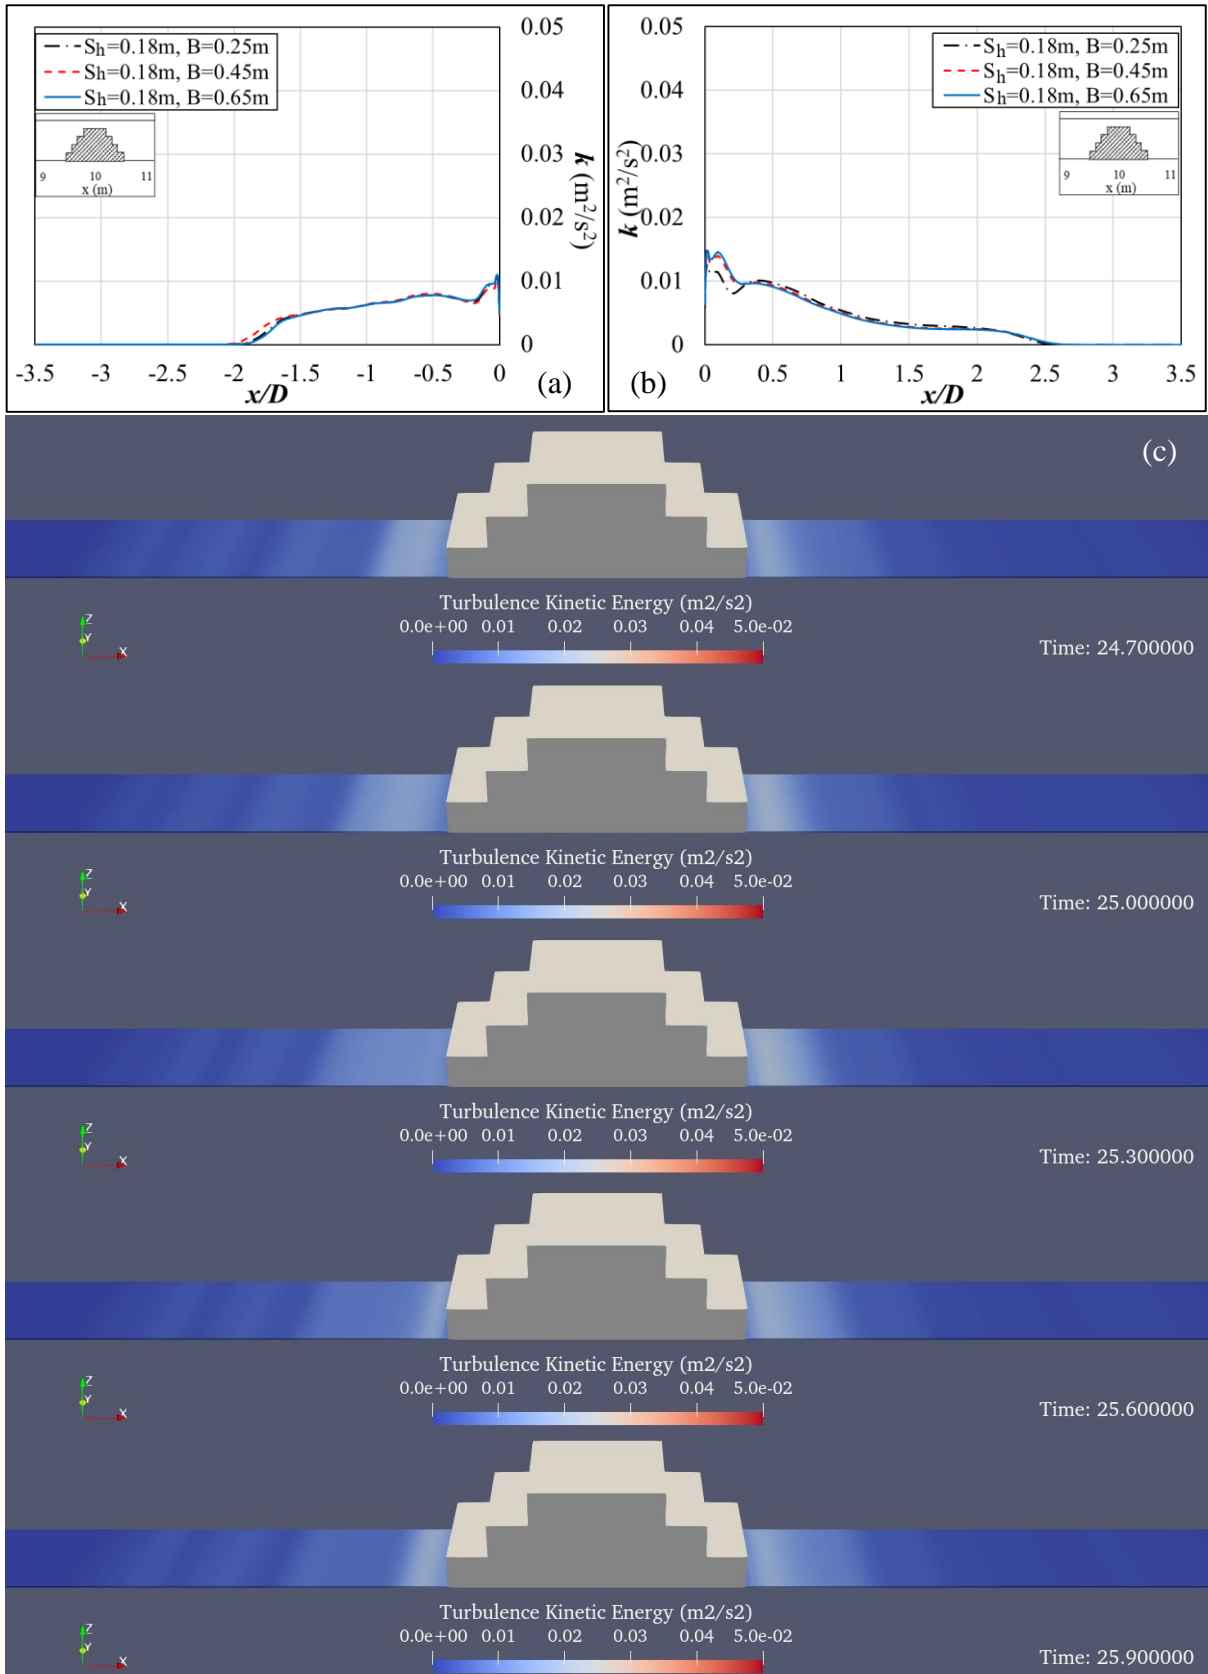 0.05
0.04
0.03
0.02
0.01
0
k (m²/s²)
S_h=0.18m, B=0.25m
S_h=0.18m, B=0.45m
S_h=0.18m, B=0.65m
9 10 11
x (m)
-3.5 -3 -2.5 -2 -1.5 -1 -0.5 0
x/D
(a)
0.05
0.04
0.03
0.02
0.01
0
k (m²/s²)
S_h=0.18m, B=0.25m
S_h=0.18m, B=0.45m
S_h=0.18m, B=0.65m
9 10 11
x (m)
0 0.5 1 1.5 2 2.5 3 3.5
x/D
(b)
(c)
Turbulence Kinetic Energy (m2/s2)
0.0e+00 0.01 0.02 0.03 0.04 5.0e-02
Z
Y
X
Time: 24.700000
Turbulence Kinetic Energy (m2/s2)
0.0e+00 0.01 0.02 0.03 0.04 5.0e-02
Z
Y
X
Time: 25.000000
Turbulence Kinetic Energy (m2/s2)
0.0e+00 0.01 0.02 0.03 0.04 5.0e-02
Z
Y
X
Time: 25.300000
Turbulence Kinetic Energy (m2/s2)
0.0e+00 0.01 0.02 0.03 0.04 5.0e-02
Z
Y
X
Time: 25.600000
Turbulence Kinetic Energy (m2/s2)
0.0e+00 0.01 0.02 0.03 0.04 5.0e-02
Z
Y
X
Time: 25.900000